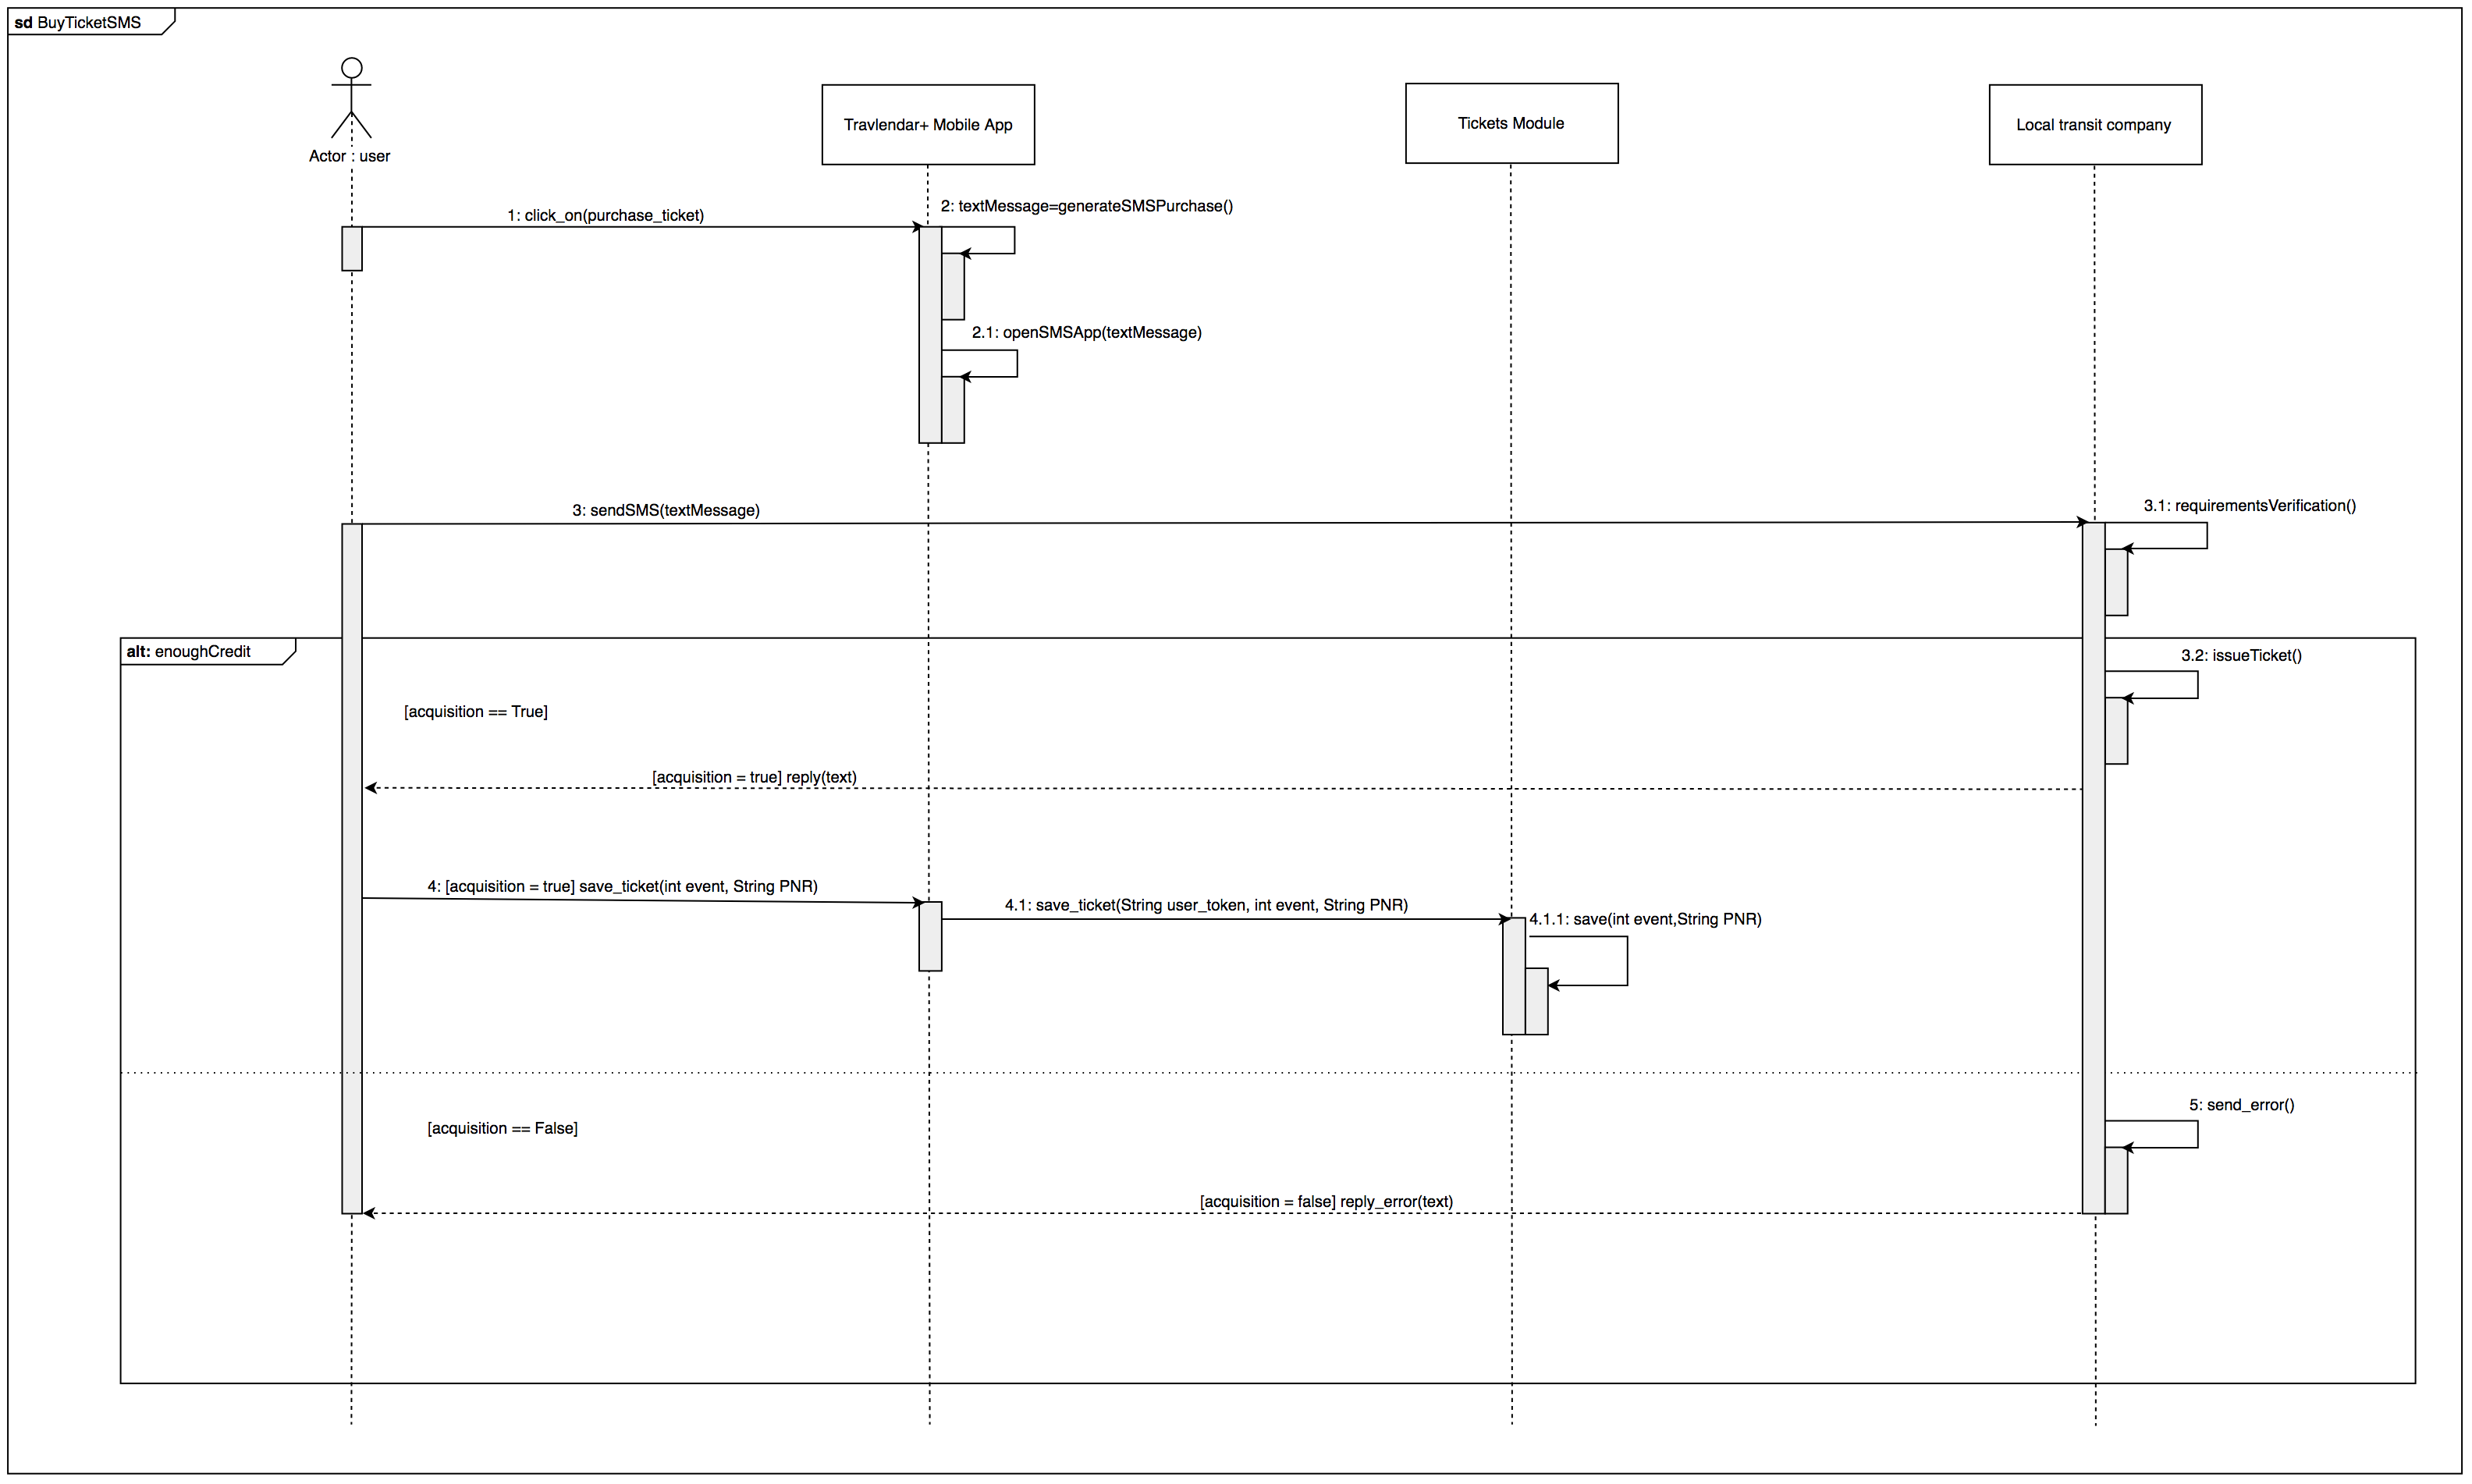 sd BuyTicketSMS
Actor : user
Travlendar+ Mobile App
Tickets Module
Local transit company
1: click_on(purchase_ticket)
2: textMessage=generateSMSPurchase()
2.1: openSMSApp(textMessage)
3: sendSMS(textMessage)
3.1: requirementsVerification()
alt: enoughCredit
3.2: issueTicket()
[acquisition == True]
[acquisition = true] reply(text)
4: [acquisition = true] save_ticket(int event, String PNR)
4.1: save_ticket(String user_token, int event, String PNR)
4.1.1: save(int event,String PNR)
5: send_error()
[acquisition == False]
[acquisition = false] reply_error(text)